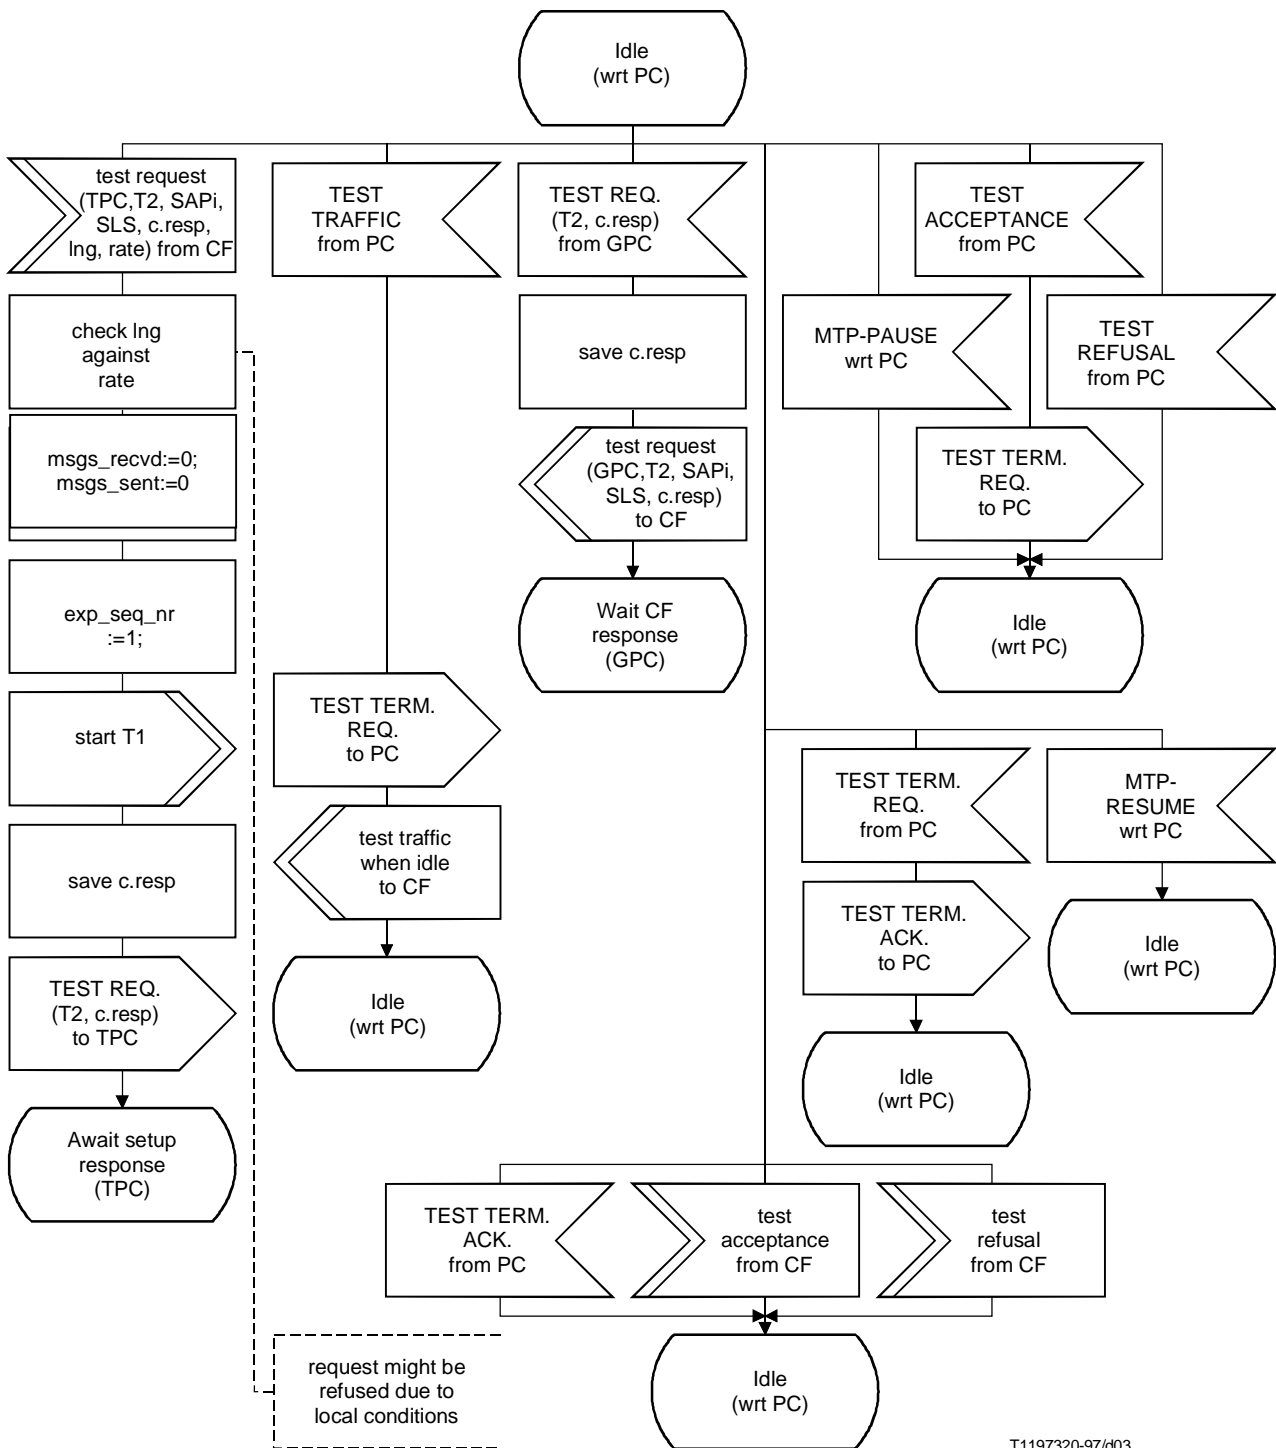 Idle
(wrt PC)
test request
(TPC,T2, SAPi,
SLS, c.resp,
lng, rate) from CF
TEST
TRAFFIC
from PC
TEST REQ.
(T2, c.resp)
from GPC
TEST
ACCEPTANCE
from PC
check lng
against
rate
save c.resp
MTP-PAUSE
wrt PC
TEST
REFUSAL
from PC
msgs_recvd:=0;
msgs_sent:=0
test request
(GPC,T2, SAPi,
SLS, c.resp)
to CF
TEST TERM.
REQ.
to PC
exp_seq_nr
:=1;
Wait CF
response
(GPC)
Idle
(wrt PC)
start T1
TEST TERM.
REQ.
to PC
TEST TERM.
REQ.
from PC
MTP-
RESUME
wrt PC
save c.resp
test traffic
when idle
to CF
TEST TERM.
ACK.
to PC
Idle
(wrt PC)
TEST REQ.
(T2, c.resp)
to TPC
Idle
(wrt PC)
Idle
(wrt PC)
Await setup
response
(TPC)
TEST TERM.
ACK.
from PC
test
acceptance
from CF
test
refusal
from CF
request might be
refused due to
local conditions
Idle
(wrt PC)
T1197320-97/d03